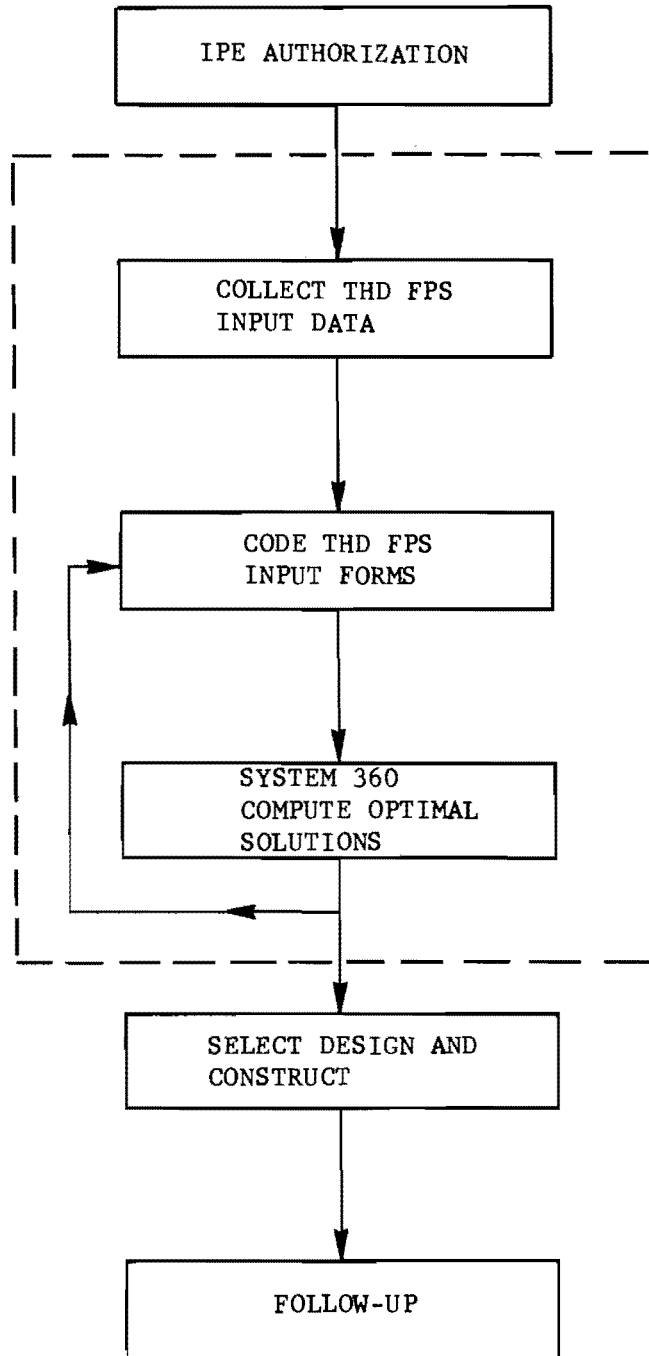 IPE AUTHORIZATION
COLLECT THD FPS
INPUT DATA
CODE THD FPS
INPUT FORMS
SYSTEM 360
COMPUTE OPTIMAL
SOLUTIONS
SELECT DESIGN AND
CONSTRUCT
FOLLOW-UP